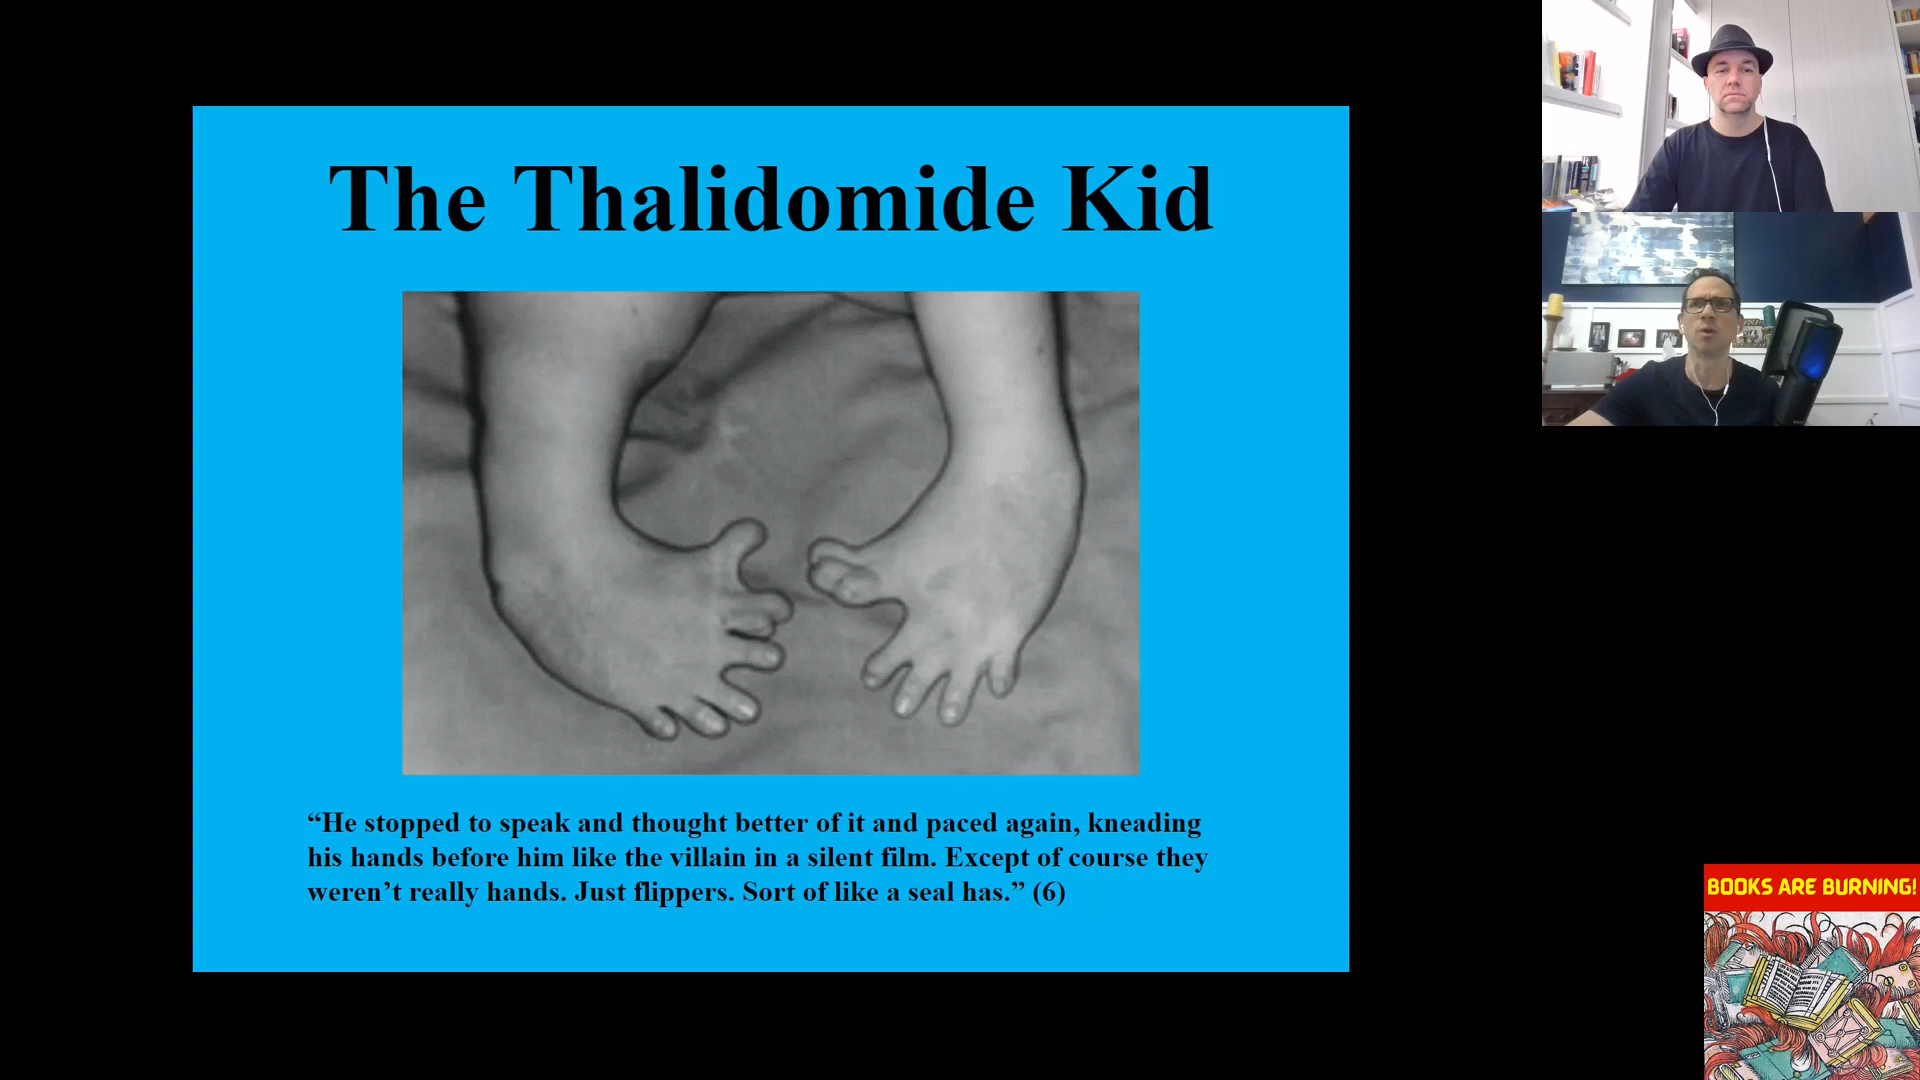 The Thalidomide Kid
“He stopped to speak and thought better of it and paced again, kneading
his hands before him like the villain in a silent film. Except of course they
weren’t really hands. Just flippers. Sort of like a seal has.” (6)
BOOKS ARE BURNING!